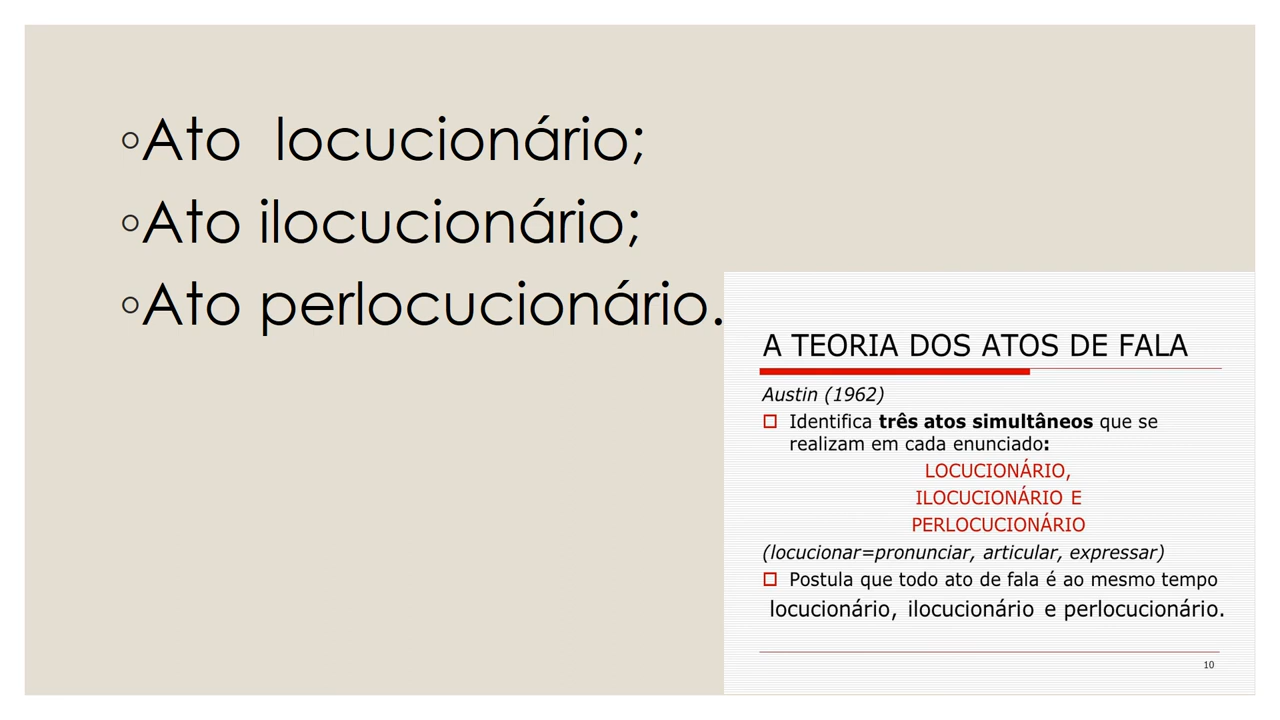 ◦Ato locucionário;
◦Ato ilocucionário;
◦Ato perlocucionário.
A TEORIA DOS ATOS DE FALA
Austin (1962)
Identifica três atos simultâneos que se
realizam em cada enunciado:
LOCUCIONÁRIO,
ILOCUCIONÁRIO E
PERLOCUCIONÁRIO
(locucionar=pronunciar, articular, expressar)
Postula que todo ato de fala é ao mesmo tempo
locucionário, ilocucionário e perlocucionário.
10